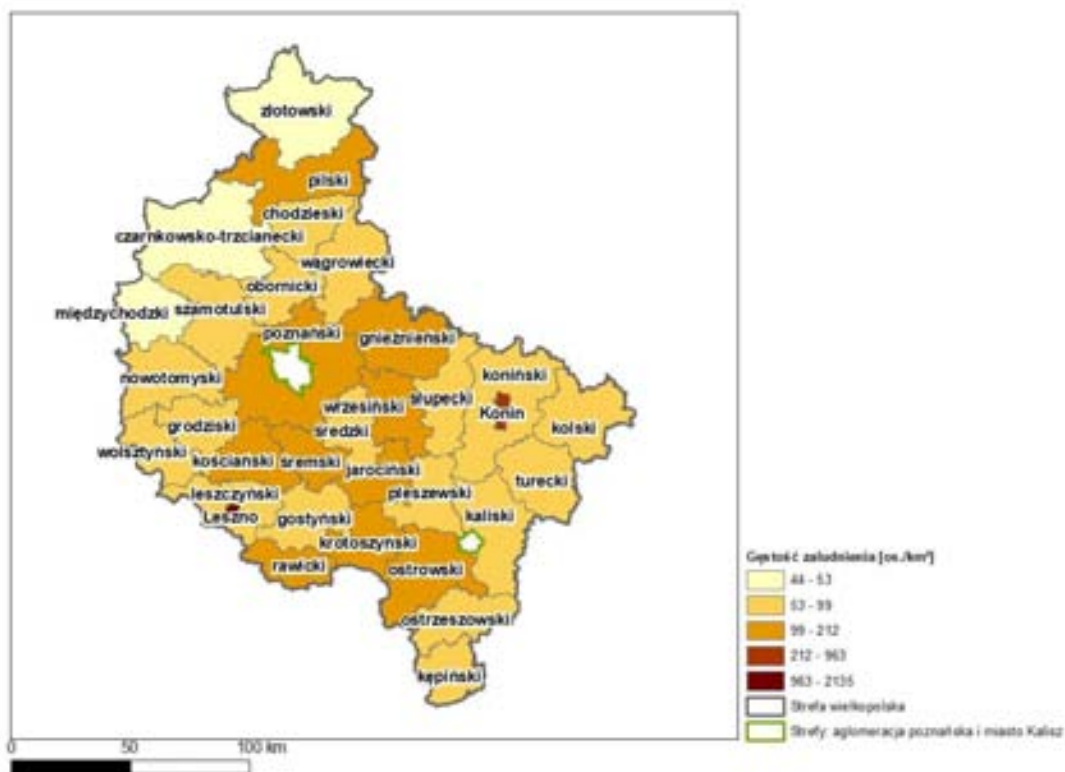 złotowski
pilski
chodzieski
czarnkowsko-trzcianecki
wągrowiecki
obornicki
międzychodzki
szamotulski
poznański
gnieźnieński
nowotomyski
koniński
słupecki
wrzesiński
Konin
kolski
grodziski
średzki
wolsztyński
kościański
śremski
jarociński
turecki
leszczyński
pleszewski
Leszno
gostyński
kaliski
krotoszyński
rawicki
ostrowski
ostrzeszowski
kępiński
Gęstość zaludnienia [os./km²]
44 - 53
53 - 99
99 - 212
212 - 963
963 - 2135
Strefa wielkopolska
Strefy: aglomeracja poznańska i miasto Kalisz
0 50 100 km